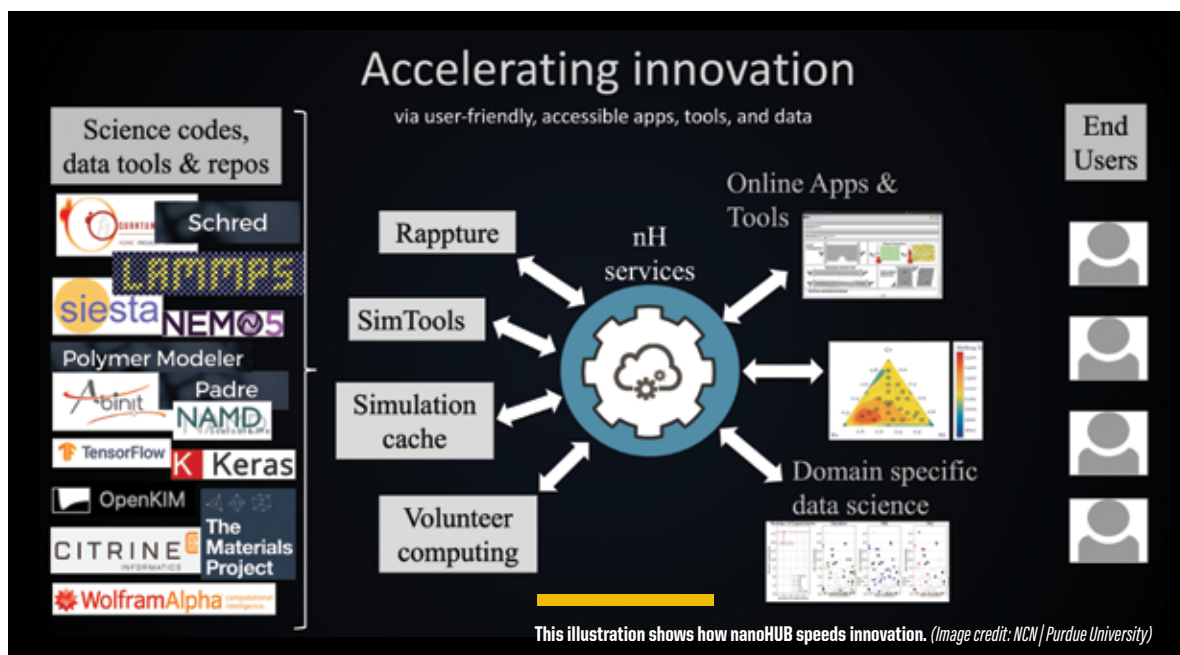 Accelerating innovation
via user-friendly, accessible apps, tools, and data
Science codes,
data tools & repos
QUANTUM
Schred
LAMMPS
siesta
NEMO5
Polymer Modeler
Abinit
Padre
NAMD
TensorFlow
K Keras
OpenKIM
CITRINE
INFORMATICS
The
Materials
Project
WolframAlpha computational
intelligence.
Rappture
SimTools
Simulation
cache
Volunteer
computing
nH
services
Online Apps &
Tools
Domain specific
data science
End
Users
This illustration shows how nanoHUB speeds innovation. (Image credit: NCN | Purdue University)